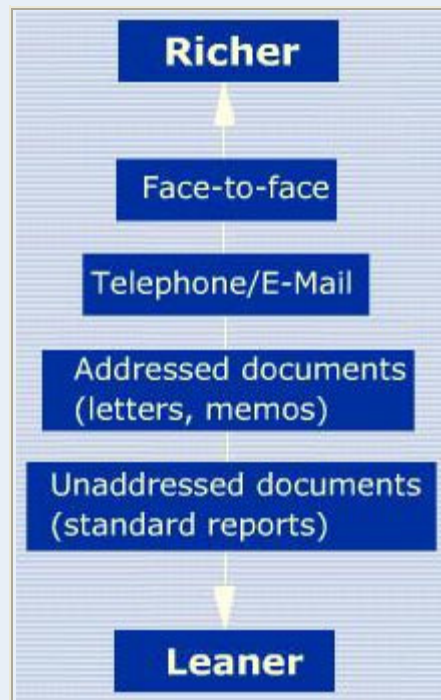 Richer
Face-to-face
Telephone/E-Mail
Addressed documents
(letters, memos)
Unaddressed documents
(standard reports)
Leaner